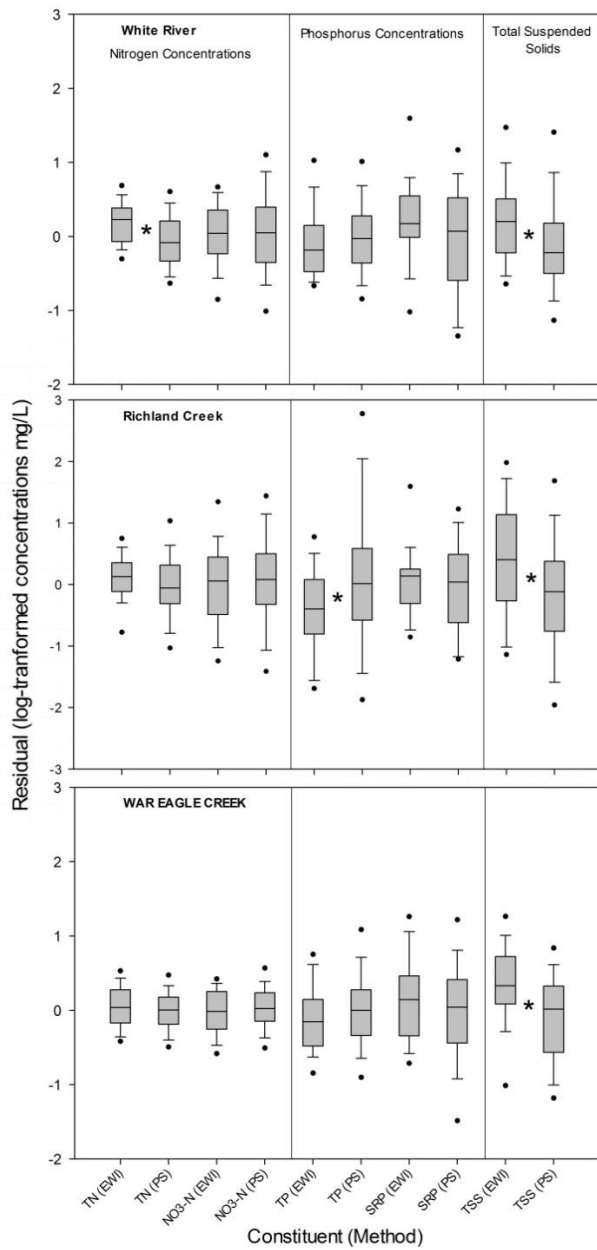 Residual (log-tranformed concentrations mg/L)
3
2
1
0
-1
-2
White River
Nitrogen Concentrations
Phosphorus Concentrations
Total Suspended
Solids
*
*
3
2
1
0
-1
-2
-3
Richland Creek
*
*
3
2
1
0
-1
-2
WAR EAGLE CREEK
*
TN (EWI)
TN (PS)
NO3-N (EWI)
NO3-N (PS)
TP (EWI)
TP (PS)
SRP (EWI)
SRP (PS)
TSS (EWI)
TSS (PS)
Constituent (Method)